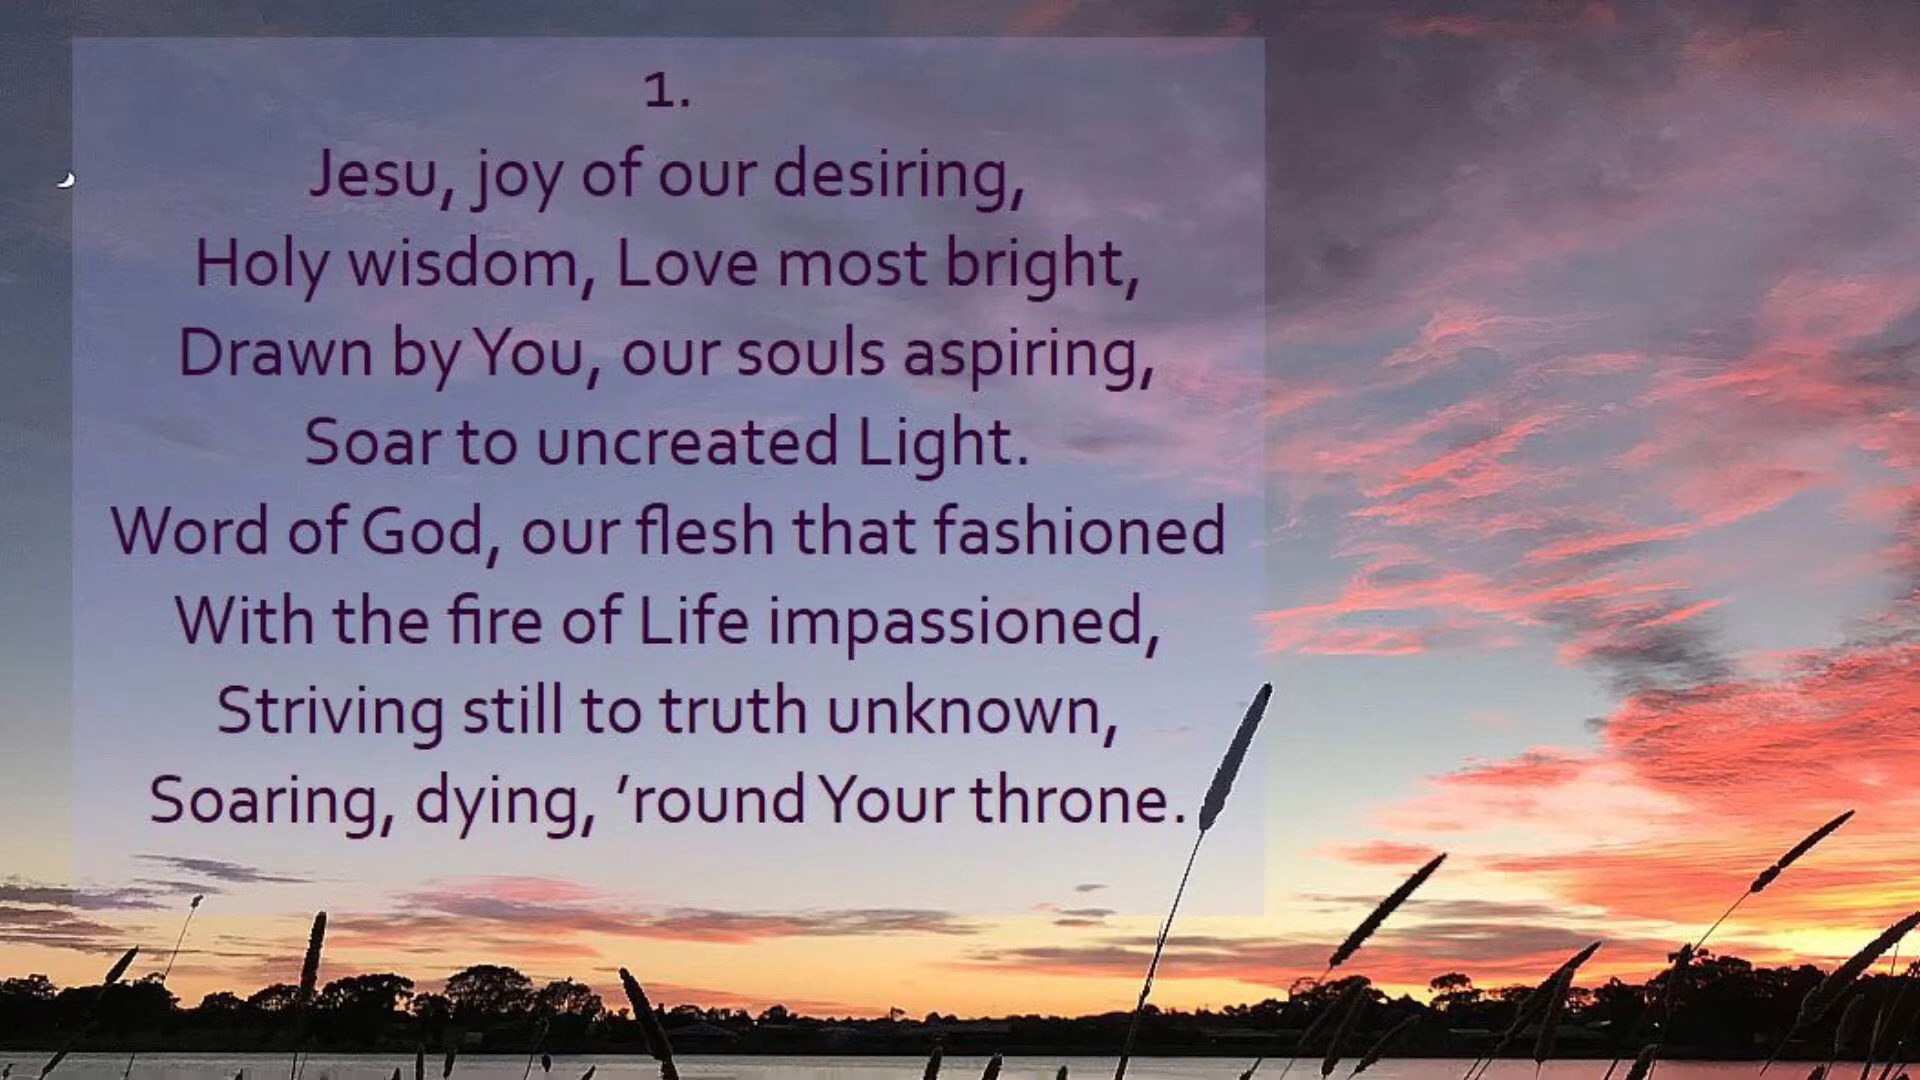 1.
Jesu, joy of our desiring,
Holy wisdom, Love most bright,
Drawn by You, our souls aspiring,
Soar to uncreated Light.
Word of God, our flesh that fashioned
With the fire of Life impassioned,
Striving still to truth unknown,
Soaring, dying, ’round Your throne.